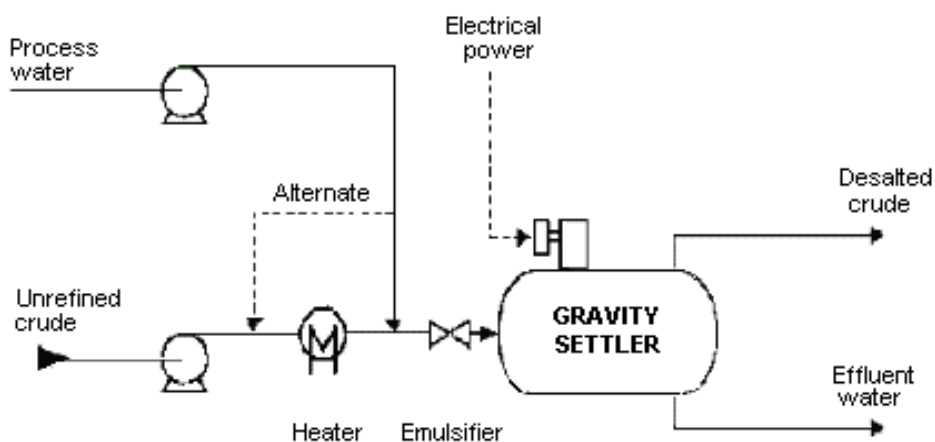 Electrical
power
Process
water
Alternate
Desalted
crude
Unrefined
crude
GRAVITY
SETTLER
Effluent
water
Heater
Emulsifier